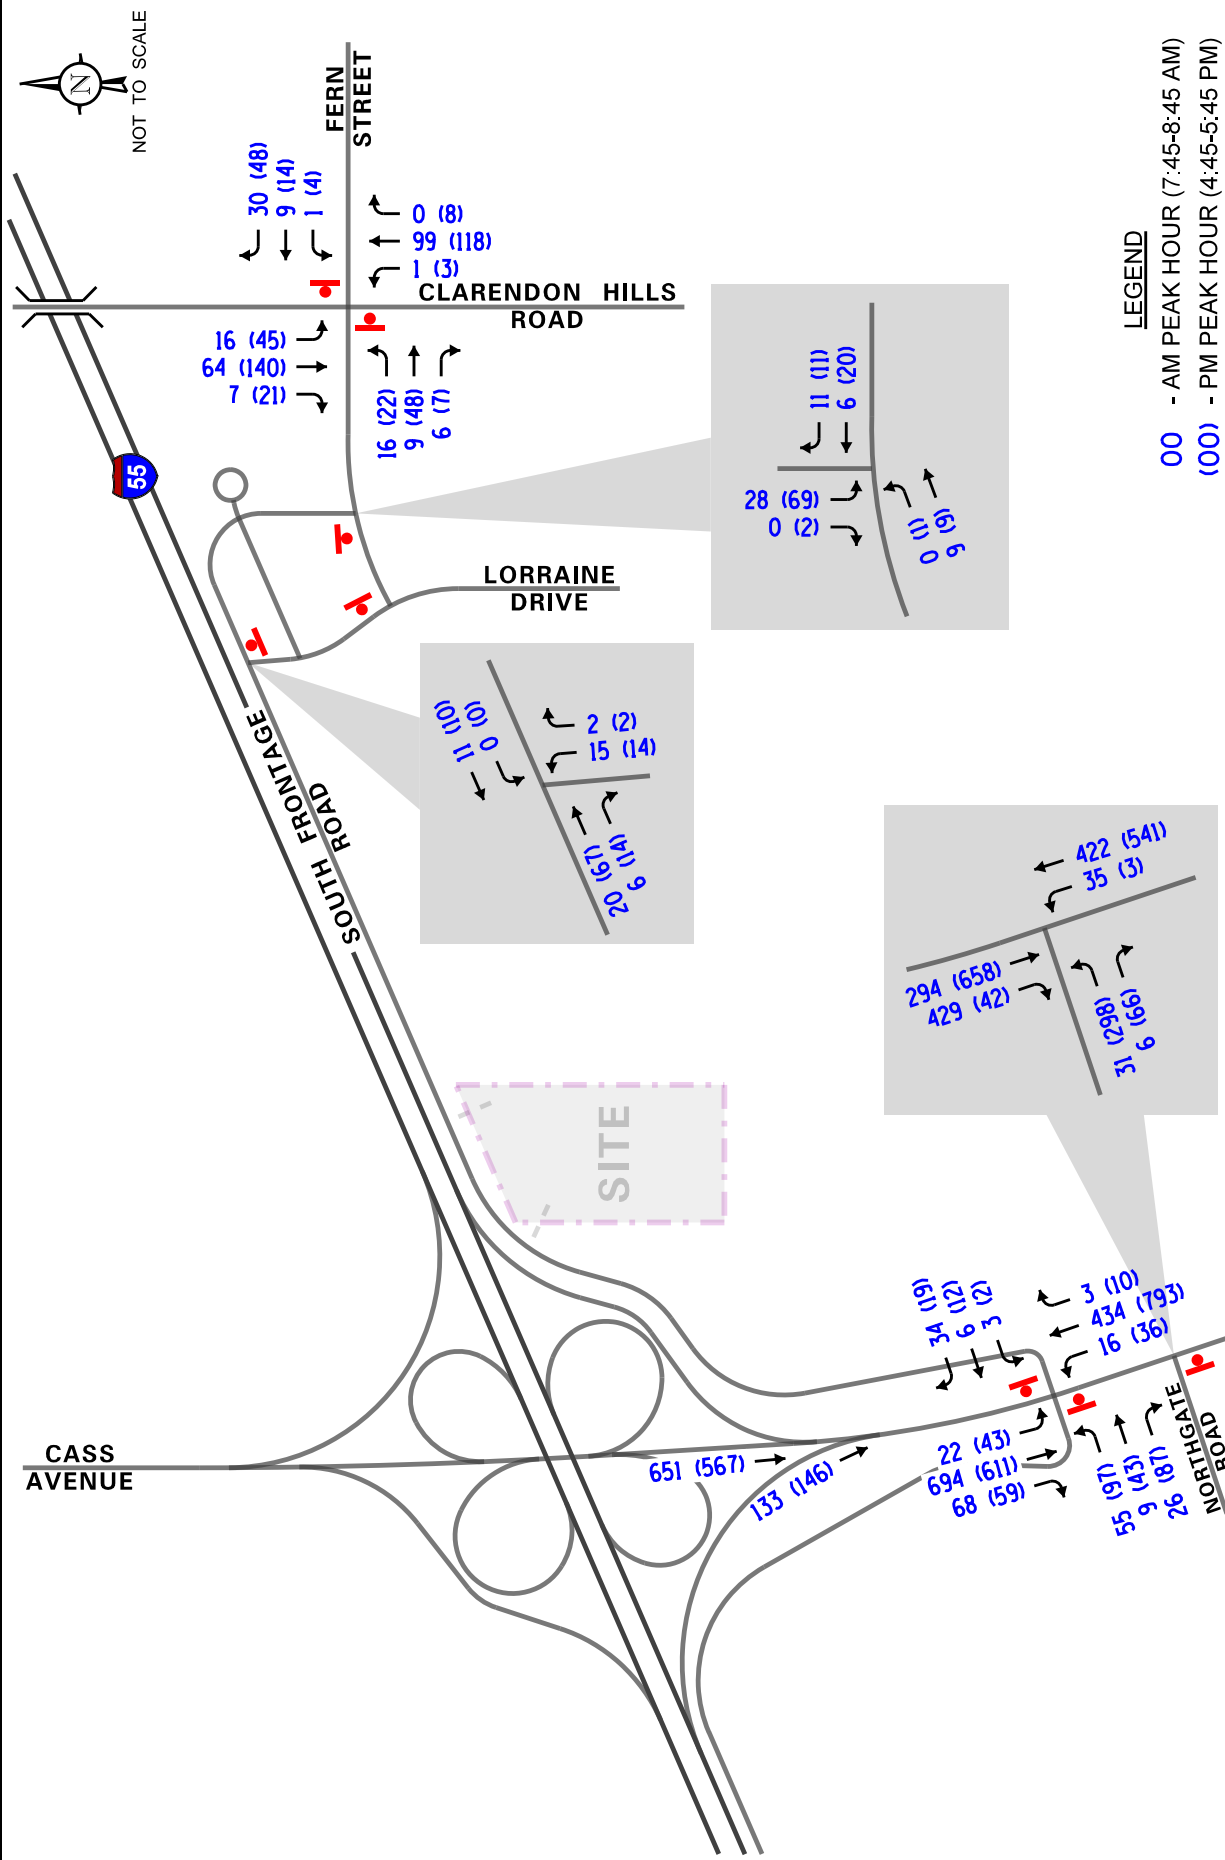 N
NOT TO SCALE
FERN
STREET
30 (48)
9 (14)
1 (4)
0 (8)
99 (118)
1 (3)
CLARENDON HILLS
ROAD
16 (45)
64 (140)
7 (21)
16 (22)
9 (48)
6 (7)
55
11 (11)
6 (20)
28 (69)
0 (2)
0 (1)
6 (9)
LORRAINE
DRIVE
SOUTH FRONTAGE
ROAD
11 (10)
0 (0)
2 (2)
15 (14)
20 (67)
6 (14)
SITE
422 (541)
35 (3)
294 (658)
429 (42)
31 (298)
6 (66)
CASS
AVENUE
651 (567)
133 (146)
34 (19)
6 (12)
3 (2)
3 (10)
434 (793)
16 (36)
22 (43)
694 (611)
68 (59)
55 (97)
9 (43)
26 (87)
NORTHGATE
ROAD
LEGEND
00 - AM PEAK HOUR (7:45-8:45 AM)
(00) - PM PEAK HOUR (4:45-5:45 PM)